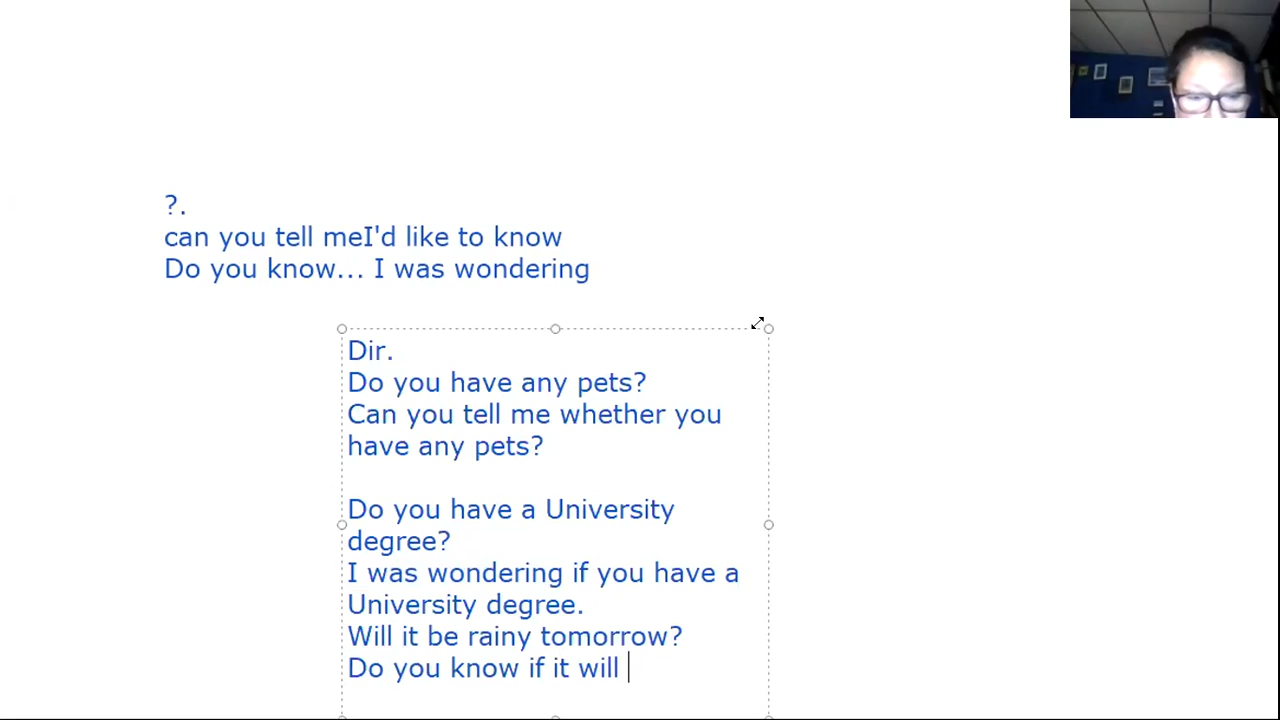 ?.
can you tell meI'd like to know
Do you know... I was wondering
Dir.
Do you have any pets?
Can you tell me whether you
have any pets?
Do you have a University
degree?
I was wondering if you have a
University degree.
Will it be rainy tomorrow?
Do you know if it will